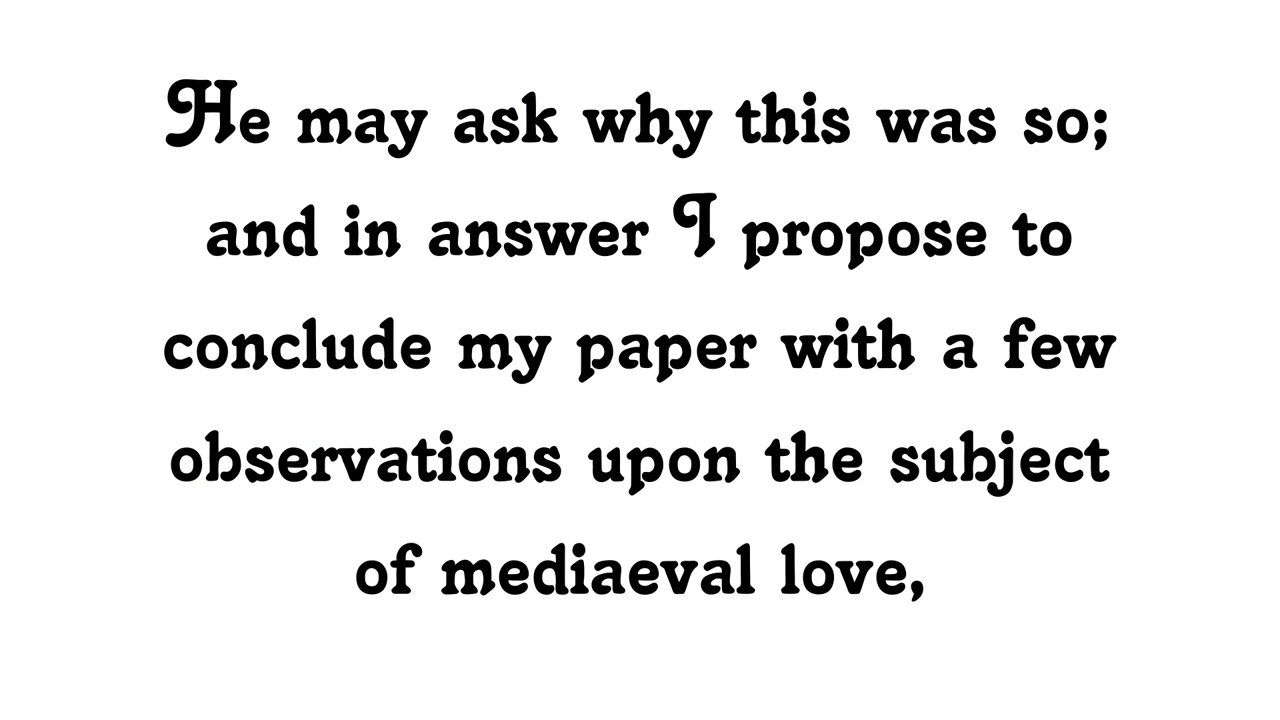 He may ask why this was so;
and in answer I propose to
conclude my paper with a few
observations upon the subject
of mediaeval love,